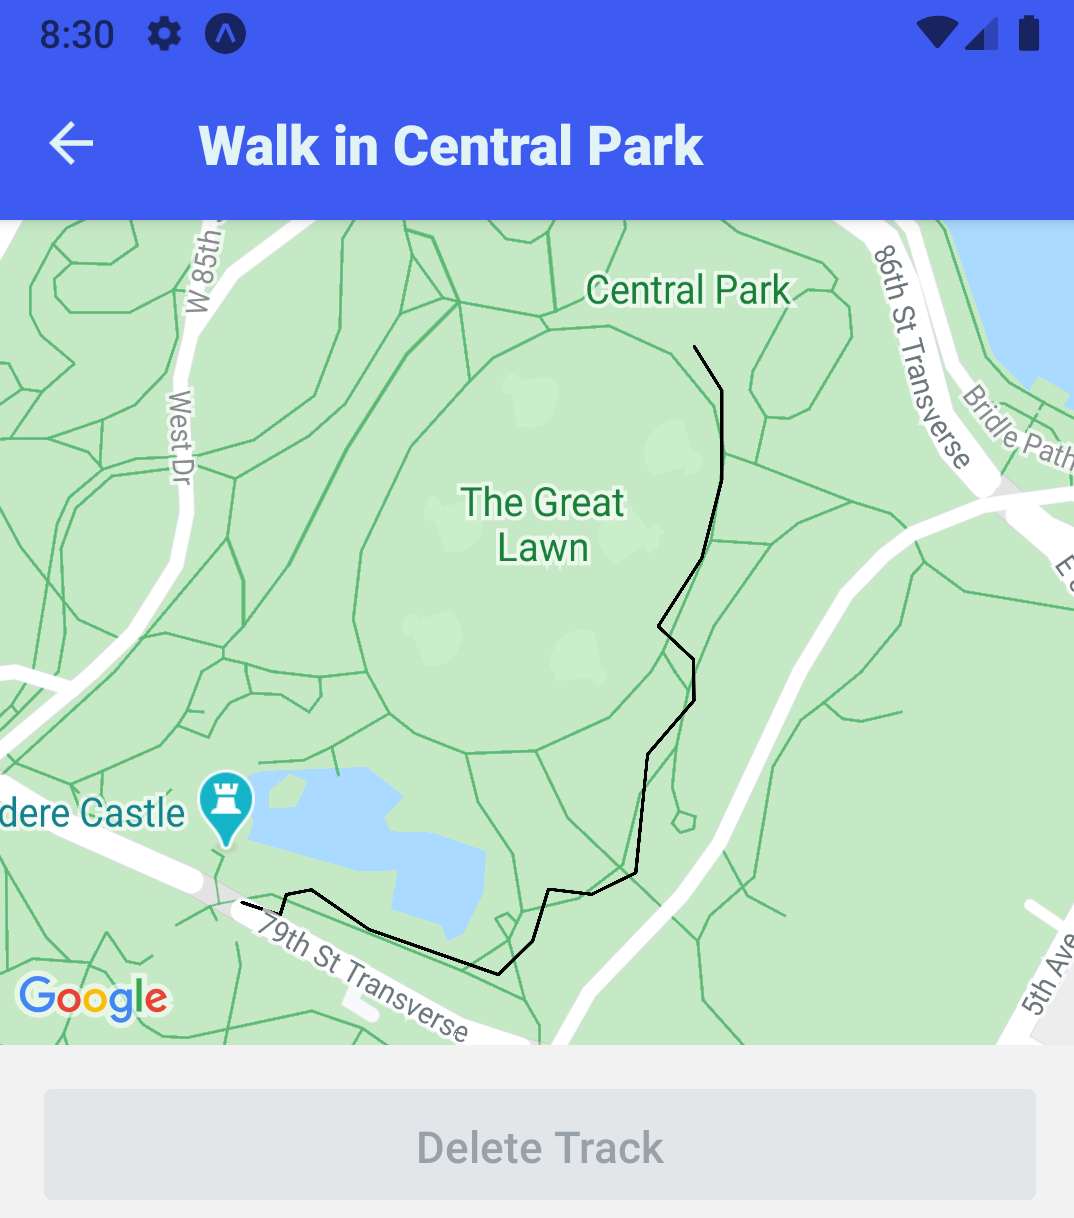 8:30
Walk in Central Park
W 85th
Central Park
86th St Transverse
West Dr
Bridle Path
The Great
Lawn
dere Castle
79th St Transverse
5th Ave
Google
Delete Track